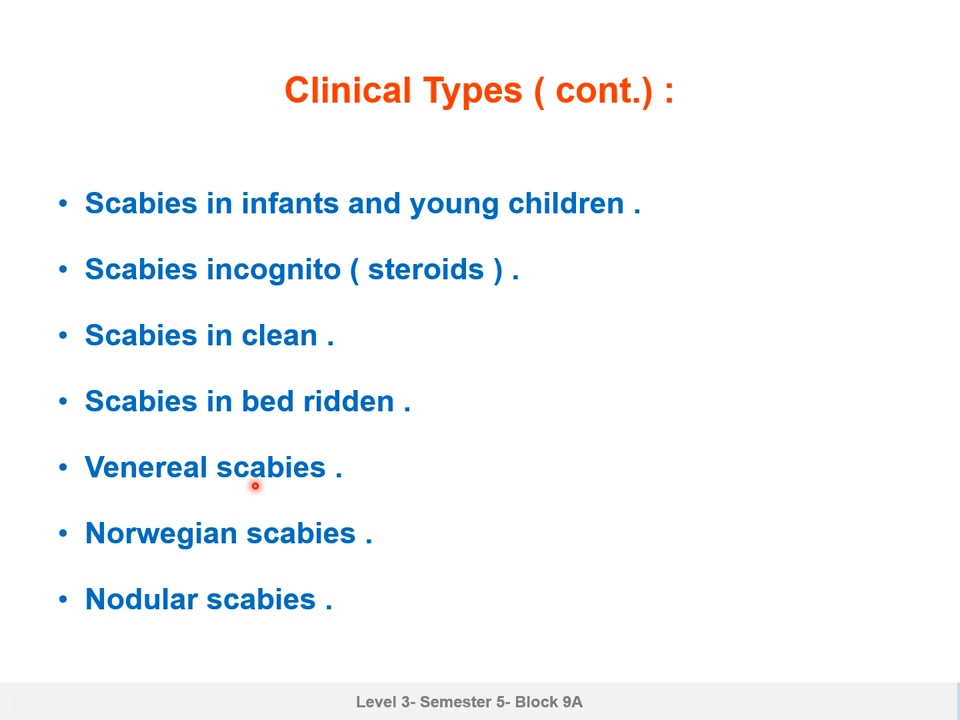 Clinical Types ( cont.) :
• Scabies in infants and young children .
• Scabies incognito ( steroids ) .
• Scabies in clean .
• Scabies in bed ridden .
• Venereal scabies .
• Norwegian scabies .
• Nodular scabies .
Level 3- Semester 5- Block 9A